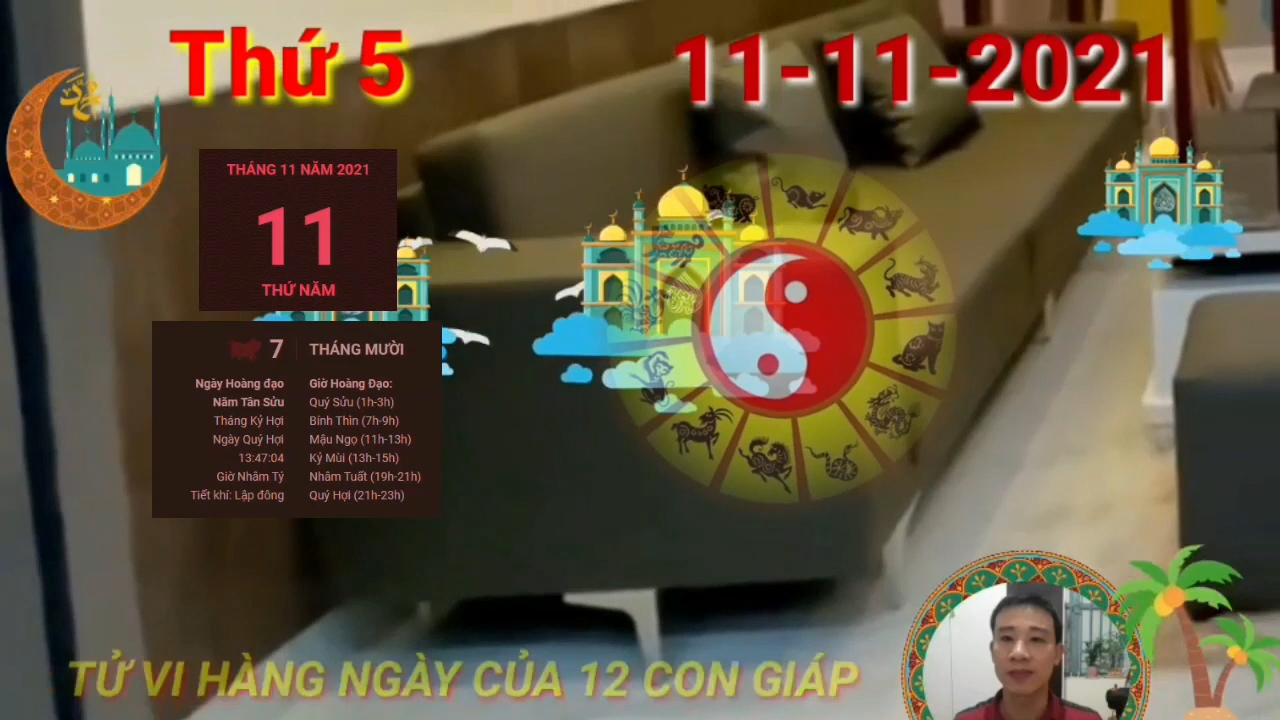 Thứ 5
11-11-2021
THÁNG 11 NĂM 2021
11
THỨ NĂM
7 THÁNG MƯỜI
Ngày Hoàng đạo
Năm Tân Sửu
Tháng Kỷ Hợi
Ngày Quý Hợi
13:47:04
Giờ Nhâm Tý
Tiết khí: Lập đông
Giờ Hoàng Đạo:
Quý Sửu (1h-3h)
Bính Thìn (7h-9h)
Mậu Ngọ (11h-13h)
Kỷ Mùi (13h-15h)
Nhâm Tuất (19h-21h)
Quý Hợi (21h-23h)
TỬ VI HÀNG NGÀY CỦA 12 CON GIÁP